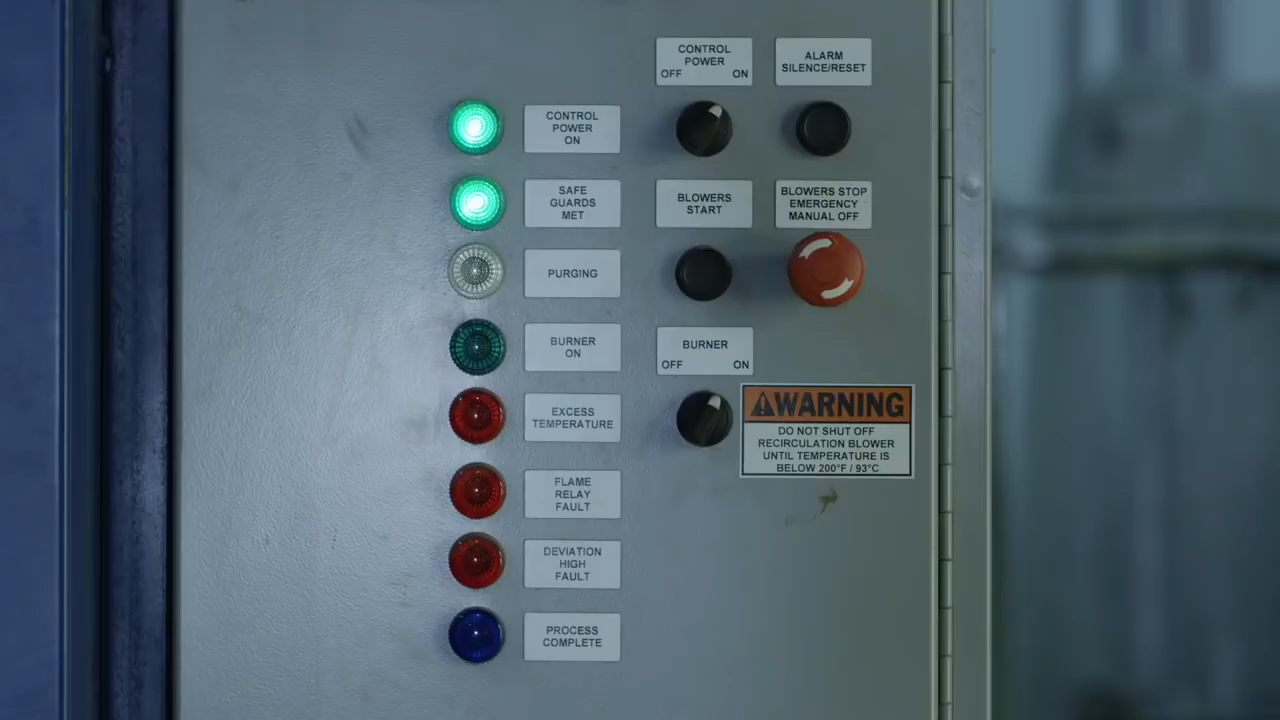 CONTROL
POWER
OFF ON
ALARM
SILENCE/RESET
CONTROL
POWER
ON
SAFE
GUARDS
MET
BLOWERS
START
BLOWERS STOP
EMERGENCY
MANUAL OFF
PURGING
BURNER
ON
BURNER
OFF ON
EXCESS
TEMPERATURE
WARNING
DO NOT SHUT OFF
RECIRCULATION BLOWER
UNTIL TEMPERATURE IS
BELOW 200°F / 93°C
FLAME
RELAY
FAULT
DEVIATION
HIGH
FAULT
PROCESS
COMPLETE